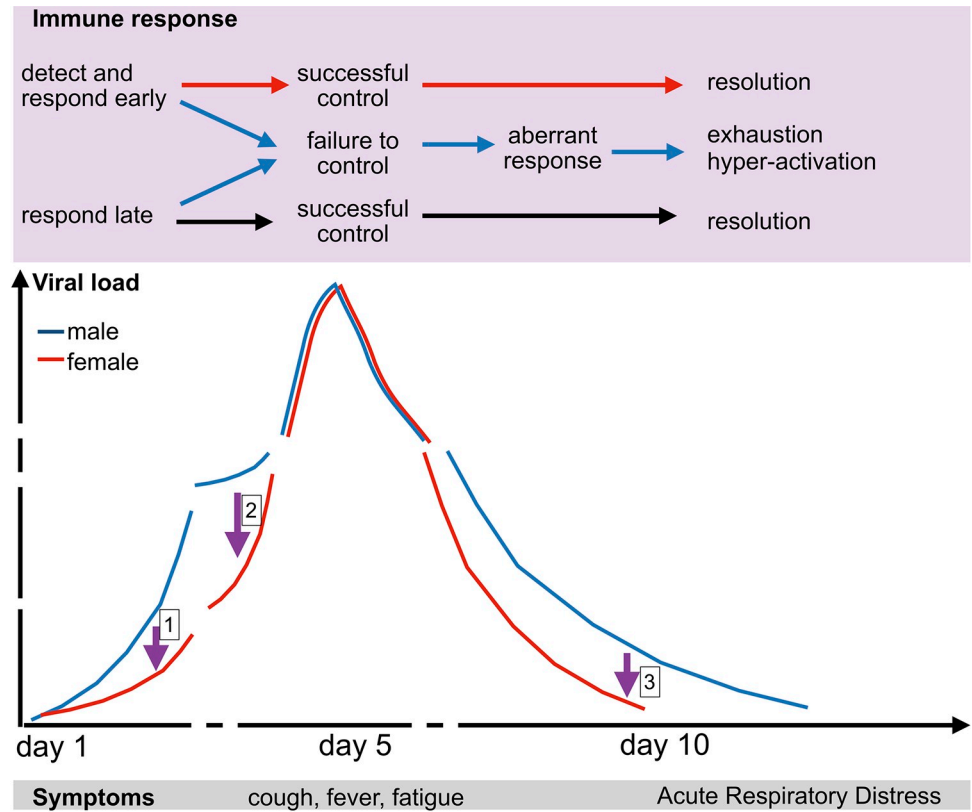 Immune response
detect and
respond early
successful
control
resolution
failure to
control
aberrant
response
exhaustion
hyper-activation
respond late
successful
control
resolution
Viral load
male
female
2
1
3
day 1
day 5
day 10
Symptoms
cough, fever, fatigue
Acute Respiratory Distress